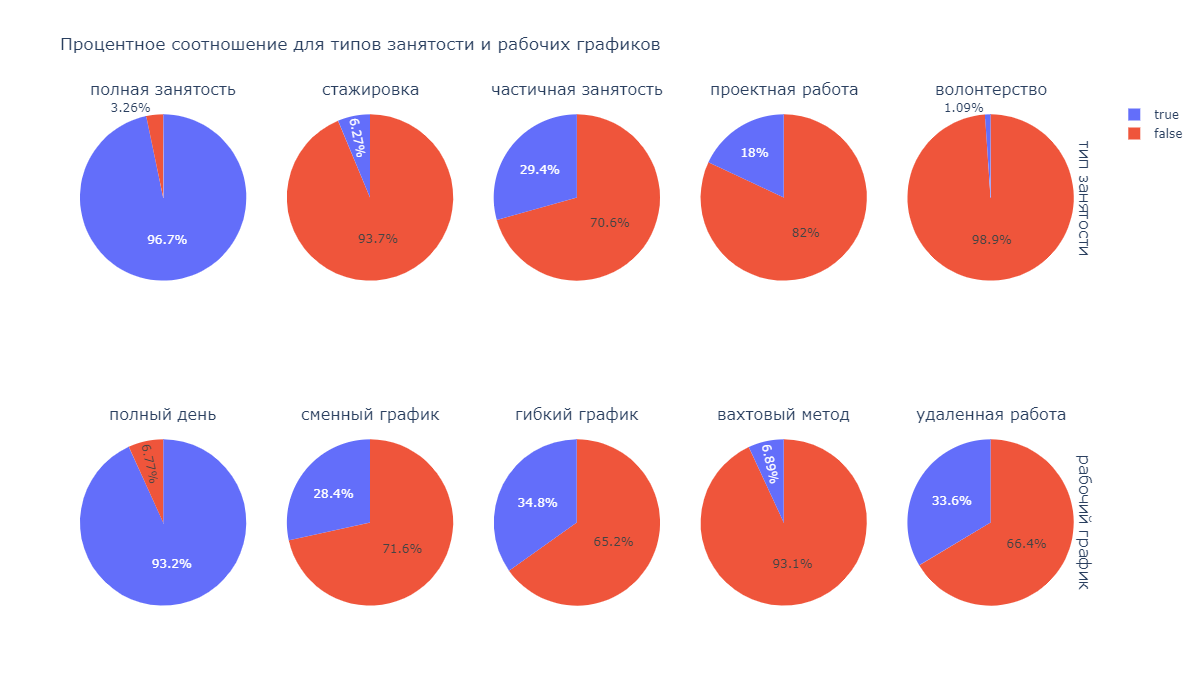 Процентное соотношение для типов занятости и рабочих графиков
полная занятость
стажировка
частичная занятость
проектная работа
волонтерство
true
false
3.26%
96.7%
6.27%
93.7%
29.4%
70.6%
18%
82%
1.09%
98.9%
тип занятости
полный день
сменный график
гибкий график
вахтовый метод
удаленная работа
6.77%
93.2%
28.4%
71.6%
34.8%
65.2%
6.89%
93.1%
33.6%
66.4%
рабочий график